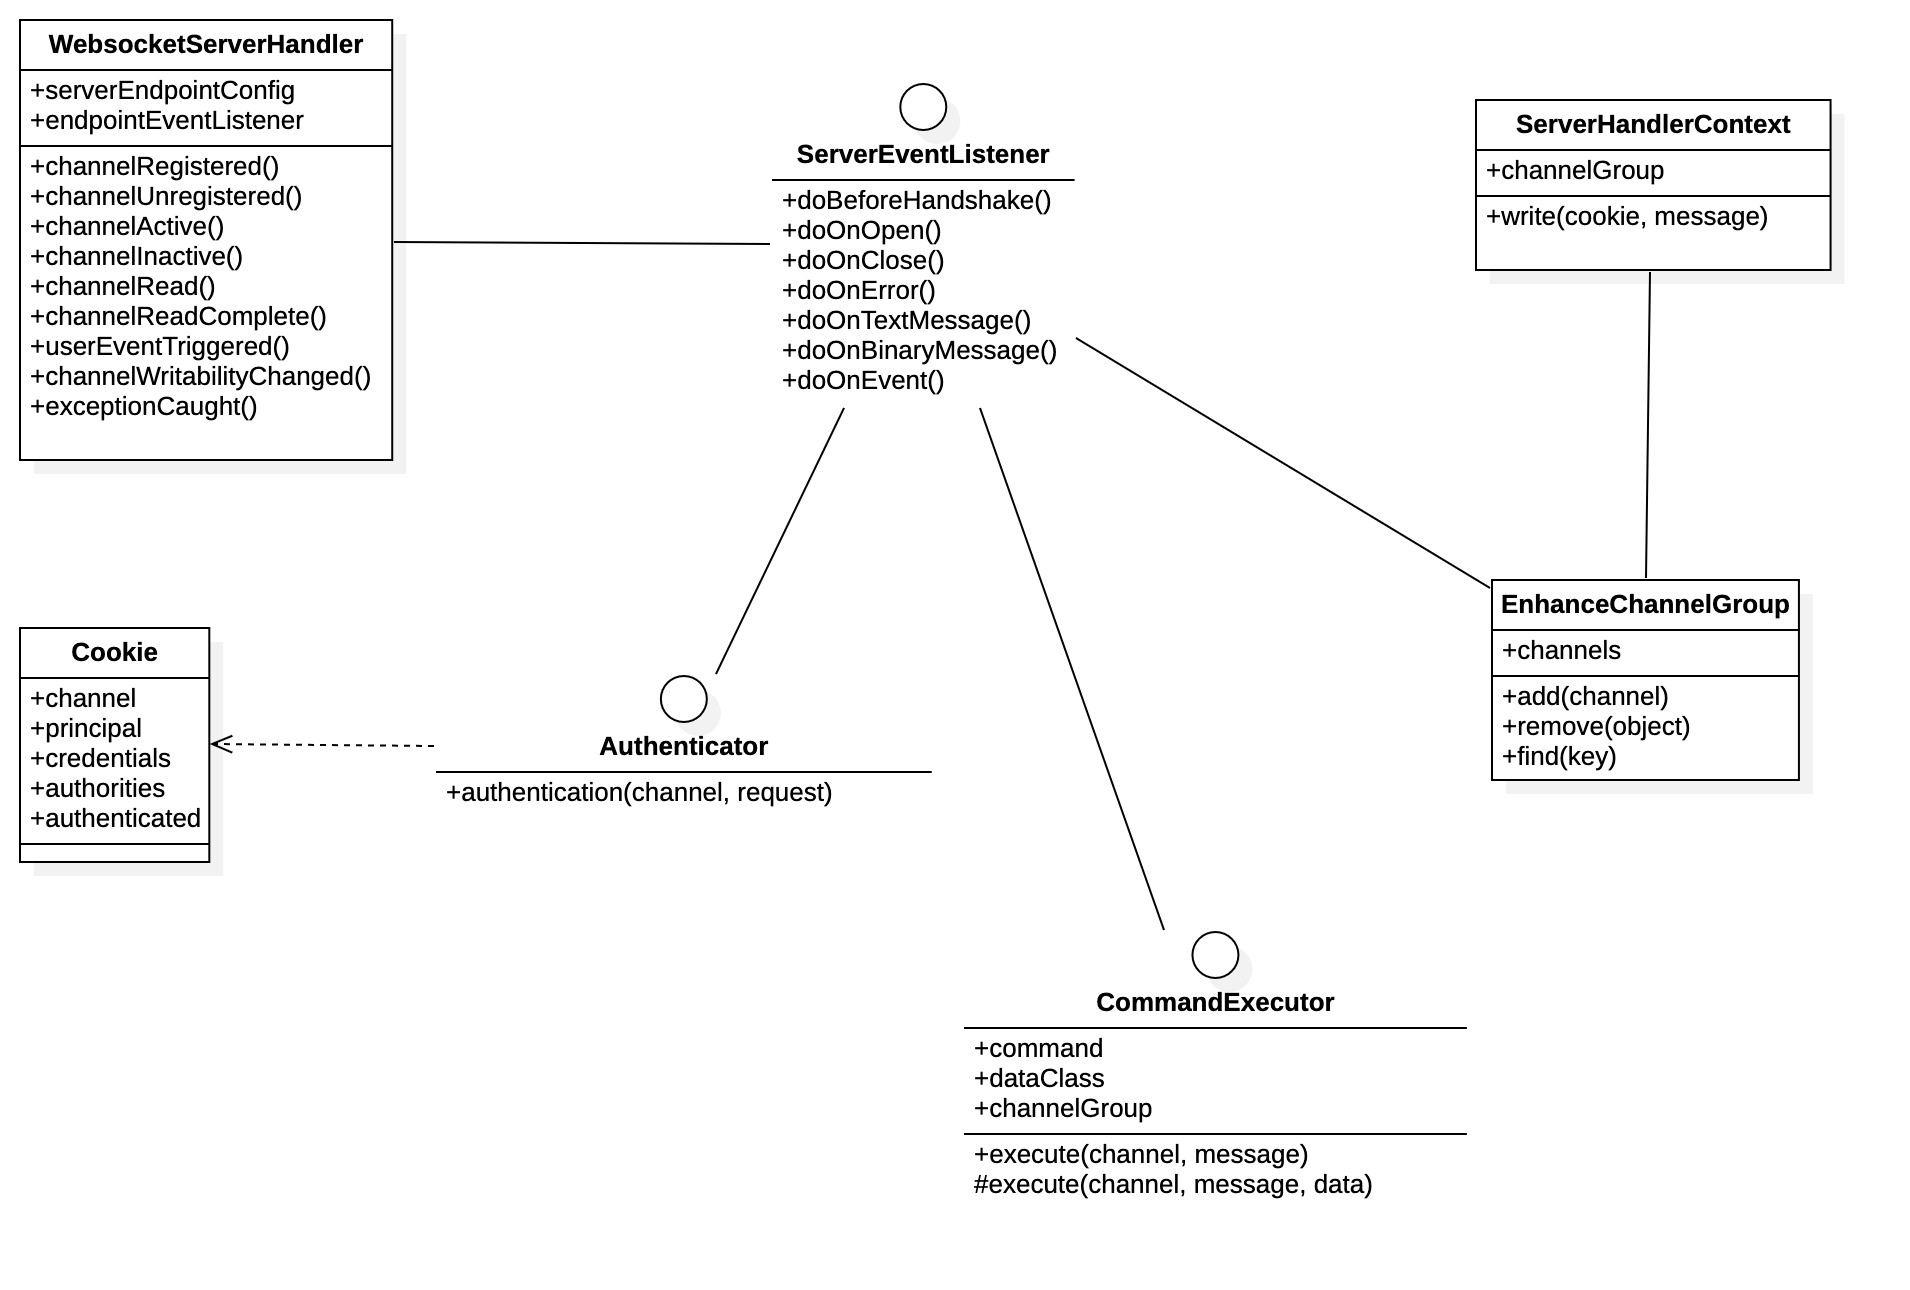 WebsocketServerHandler
+serverEndpointConfig
+endpointEventListener
+channelRegistered()
+channelUnregistered()
+channelActive()
+channelInactive()
+channelRead()
+channelReadComplete()
+userEventTriggered()
+channelWritabilityChanged()
+exceptionCaught()
ServerEventListener
+doBeforeHandshake()
+doOnOpen()
+doOnClose()
+doOnError()
+doOnTextMessage()
+doOnBinaryMessage()
+doOnEvent()
ServerHandlerContext
+channelGroup
+write(cookie, message)
Cookie
+channel
+principal
+credentials
+authorities
+authenticated
Authenticator
+authentication(channel, request)
EnhanceChannelGroup
+channels
+add(channel)
+remove(object)
+find(key)
CommandExecutor
+command
+dataClass
+channelGroup
+execute(channel, message)
#execute(channel, message, data)